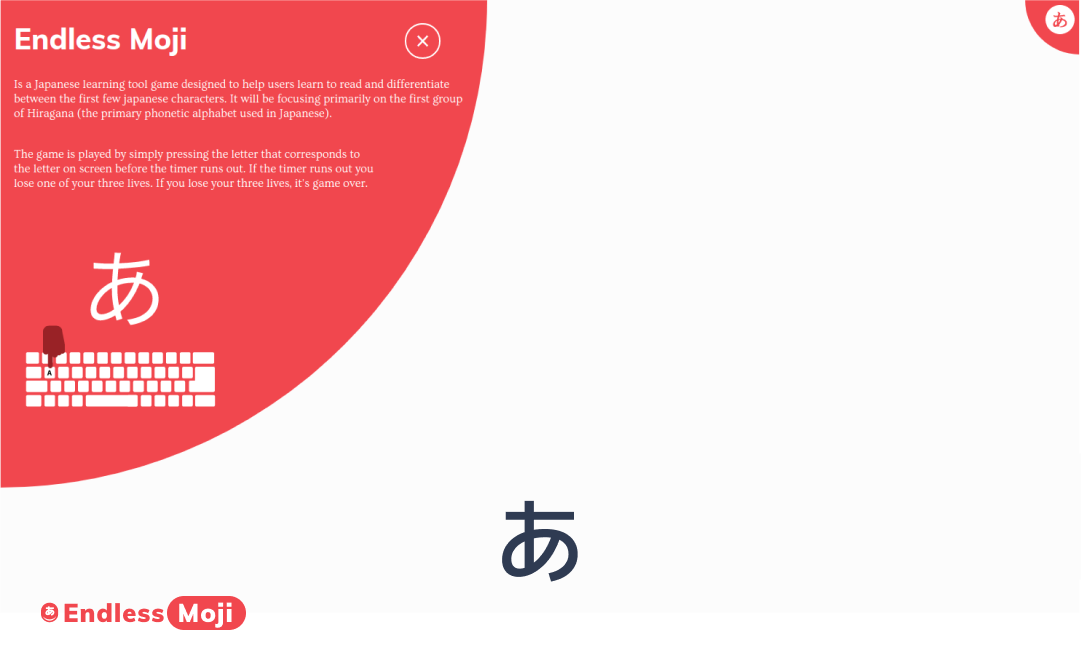 Endless Moji
あ
Is a Japanese learning tool game designed to help users learn to read and differentiate
between the first few japanese characters. It will be focusing primarily on the first group
of Hiragana (the primary phonetic alphabet used in Japanese).
The game is played by simply pressing the letter that corresponds to
the letter on screen before the timer runs out. If the timer runs out you
lose one of your three lives. If you lose your three lives, it's game over.
あ
A
あ
あ Endless Moji